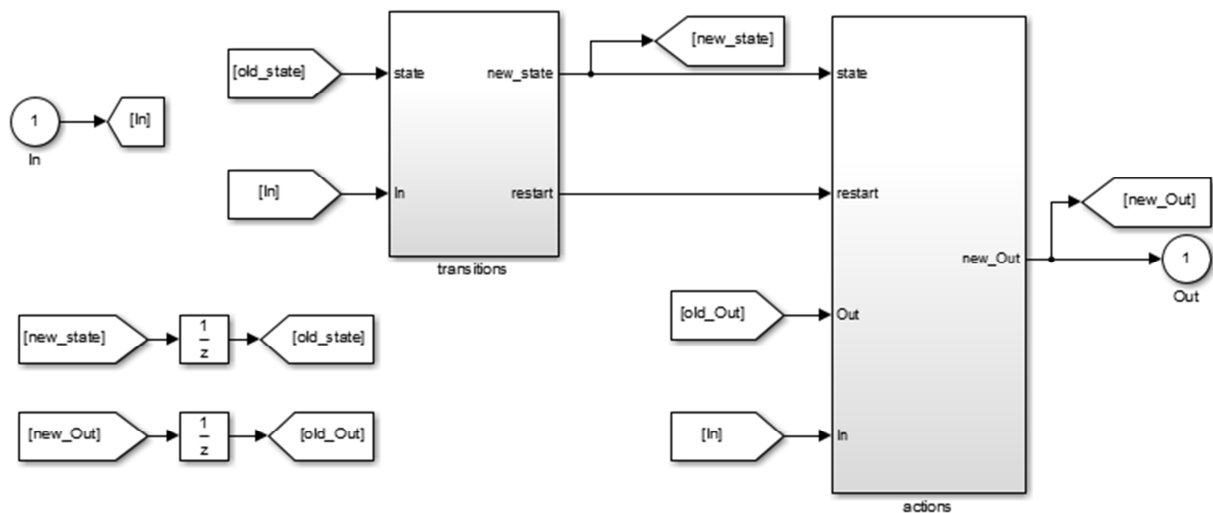 [new_state]
[old_state]
state
new_state
state
1
[In]
In
[In]
In
restart
restart
[new_Out]
transitions
new_Out
1
Out
[old_Out]
Out
[new_state]
1
z
[old_state]
[new_Out]
1
z
[old_Out]
[In]
In
actions